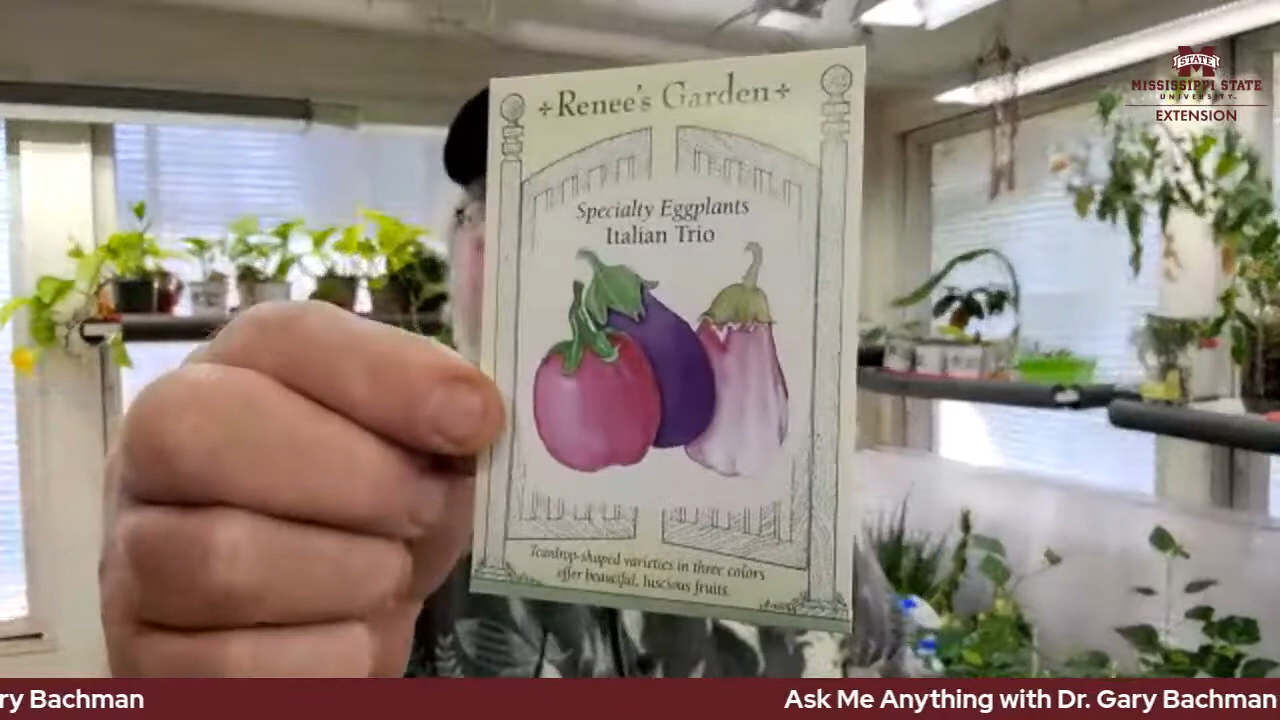 Renee's Garden
Specialty Eggplants
Italian Trio
Teardrop-shaped varieties in three colors
offer beautiful, luscious fruits.
STATE
MISSISSIPPI STATE
UNIVERSITY
EXTENSION
ry Bachman
Ask Me Anything with Dr. Gary Bachman